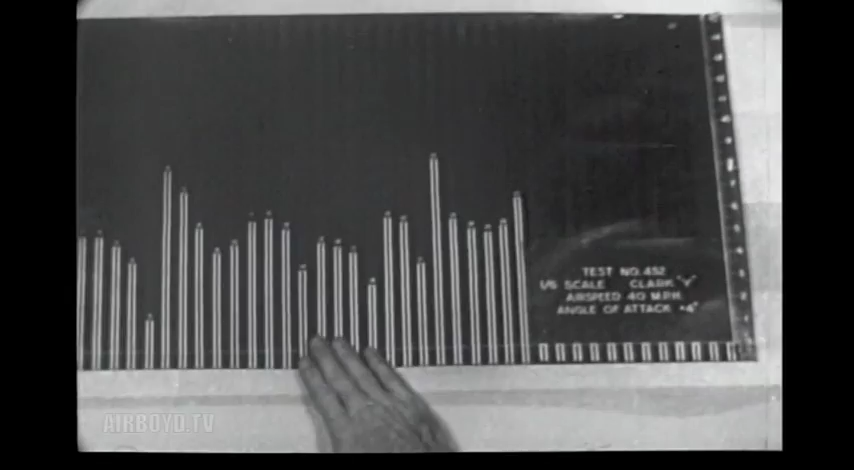 TEST NO. 452
1/6 SCALE CLARK "Y"
AIRSPEED 40 M.P.H.
ANGLE OF ATTACK +4°
AIRBOYD.TV